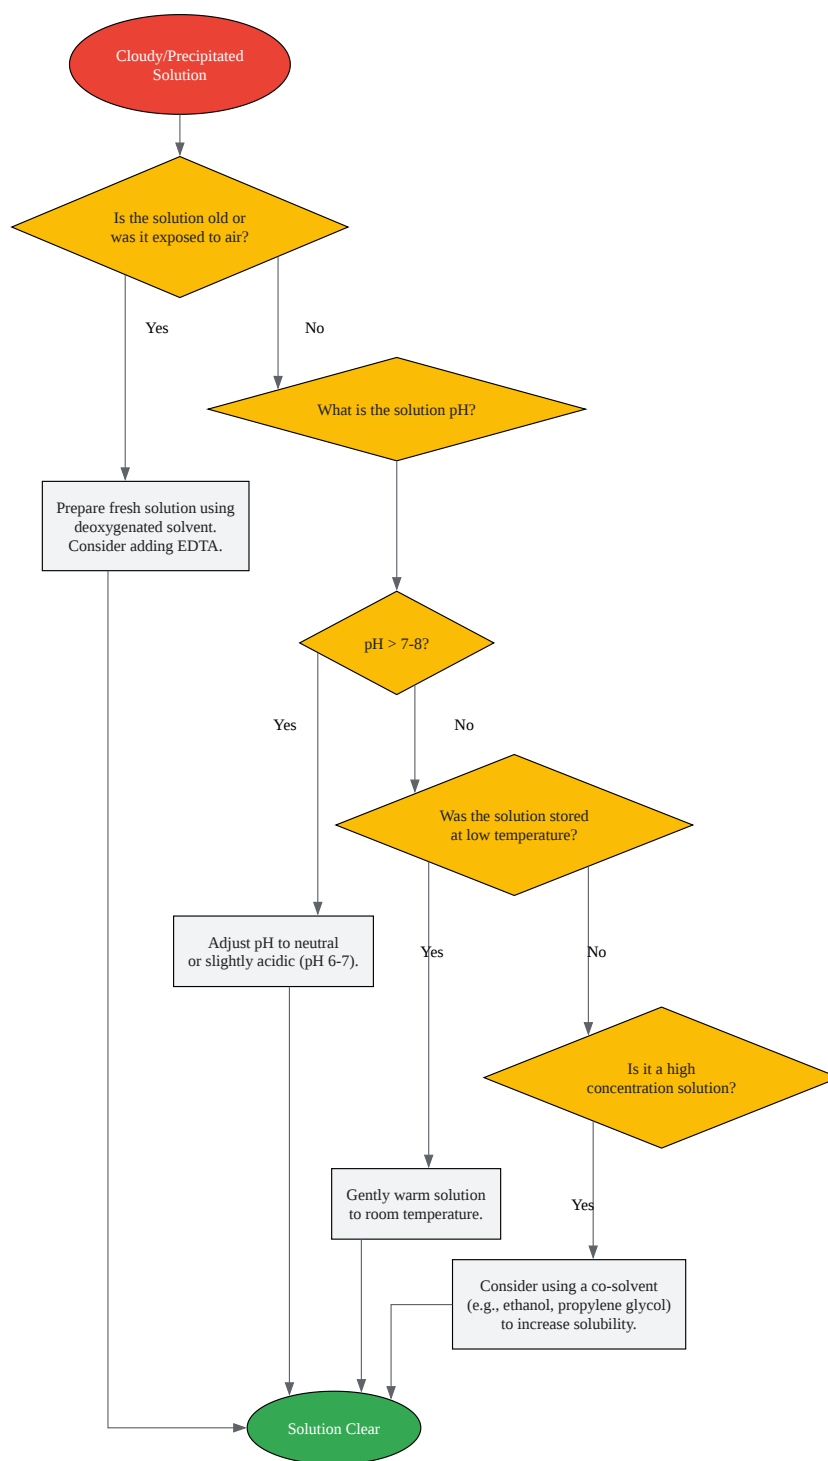 Cloudy/Precipitated
Solution
Is the solution old or
was it exposed to air?
Yes
No
What is the solution pH?
Prepare fresh solution using
deoxygenated solvent.
Consider adding EDTA.
pH > 7-8?
Yes
No
Was the solution stored
at low temperature?
Adjust pH to neutral
or slightly acidic (pH 6-7).
Yes
No
Is it a high
concentration solution?
Gently warm solution
to room temperature.
Yes
Consider using a co-solvent
(e.g., ethanol, propylene glycol)
to increase solubility.
Solution Clear